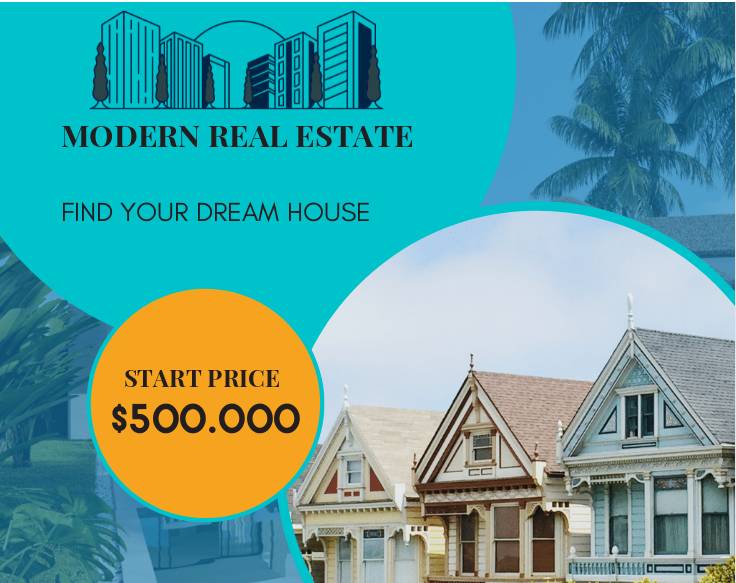 MODERN REAL ESTATE
FIND YOUR DREAM HOUSE
START PRICE
$500.000